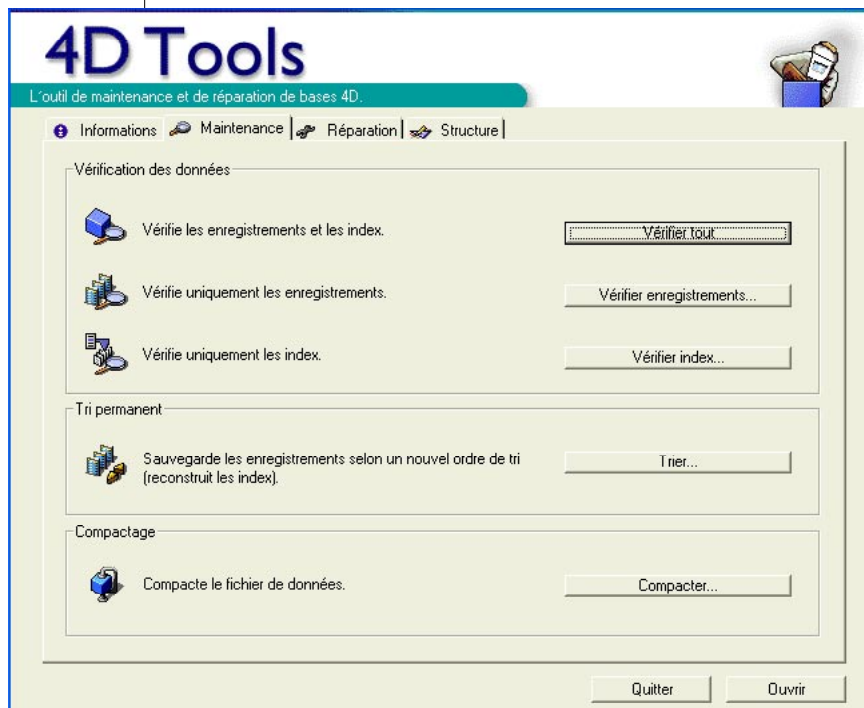 4D Tools
L'outil de maintenance et de réparation de bases 4D.
Informations Maintenance Réparation Structure
Vérification des données
Vérifie les enregistrements et les index. Vérifier tout
Vérifie uniquement les enregistrements. Vérifier enregistrements...
Vérifie uniquement les index. Vérifier index...
Tri permanent
Sauvegarde les enregistrements selon un nouvel ordre de tri
(reconstruit les index). Trier...
Compactage
Compacte le fichier de données. Compacter...
Quitter Ouvrir